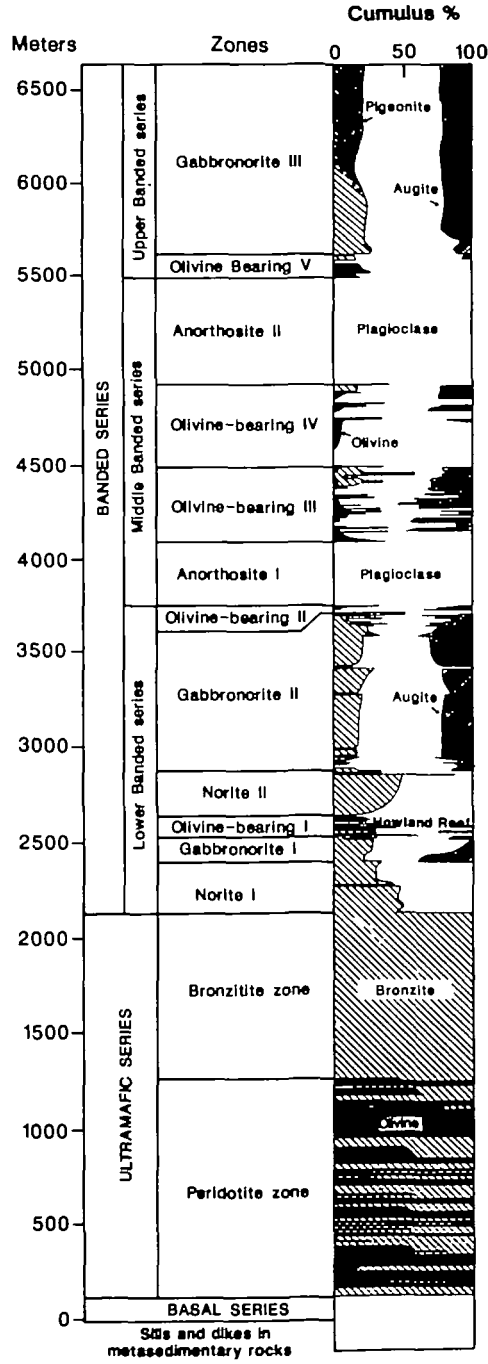 Cumulus %
Meters Zones 0 50 100
6500
6000
5500
5000
4500
4000
3500
3000
2500
2000
1500
1000
500
0
BANDED SERIES
ULTRAMAFIC SERIES
Upper Banded series
Middle Banded series
Lower Banded series
Gabbronorite III
Olivine Bearing V
Anorthosite II
Olivine-bearing IV
Olivine-bearing III
Anorthosite I
Olivine-bearing II
Gabbronorite II
Norite II
Olivine-bearing I
Gabbronorite I
Norite I
Bronzitite zone
Peridotite zone
BASAL SERIES
Sills and dikes in
metasedimentary rocks
Pigeonite
Augite
Plagioclase
Olivine
Plagioclase
Augite
Howland Reef
Bronzite
Olivine